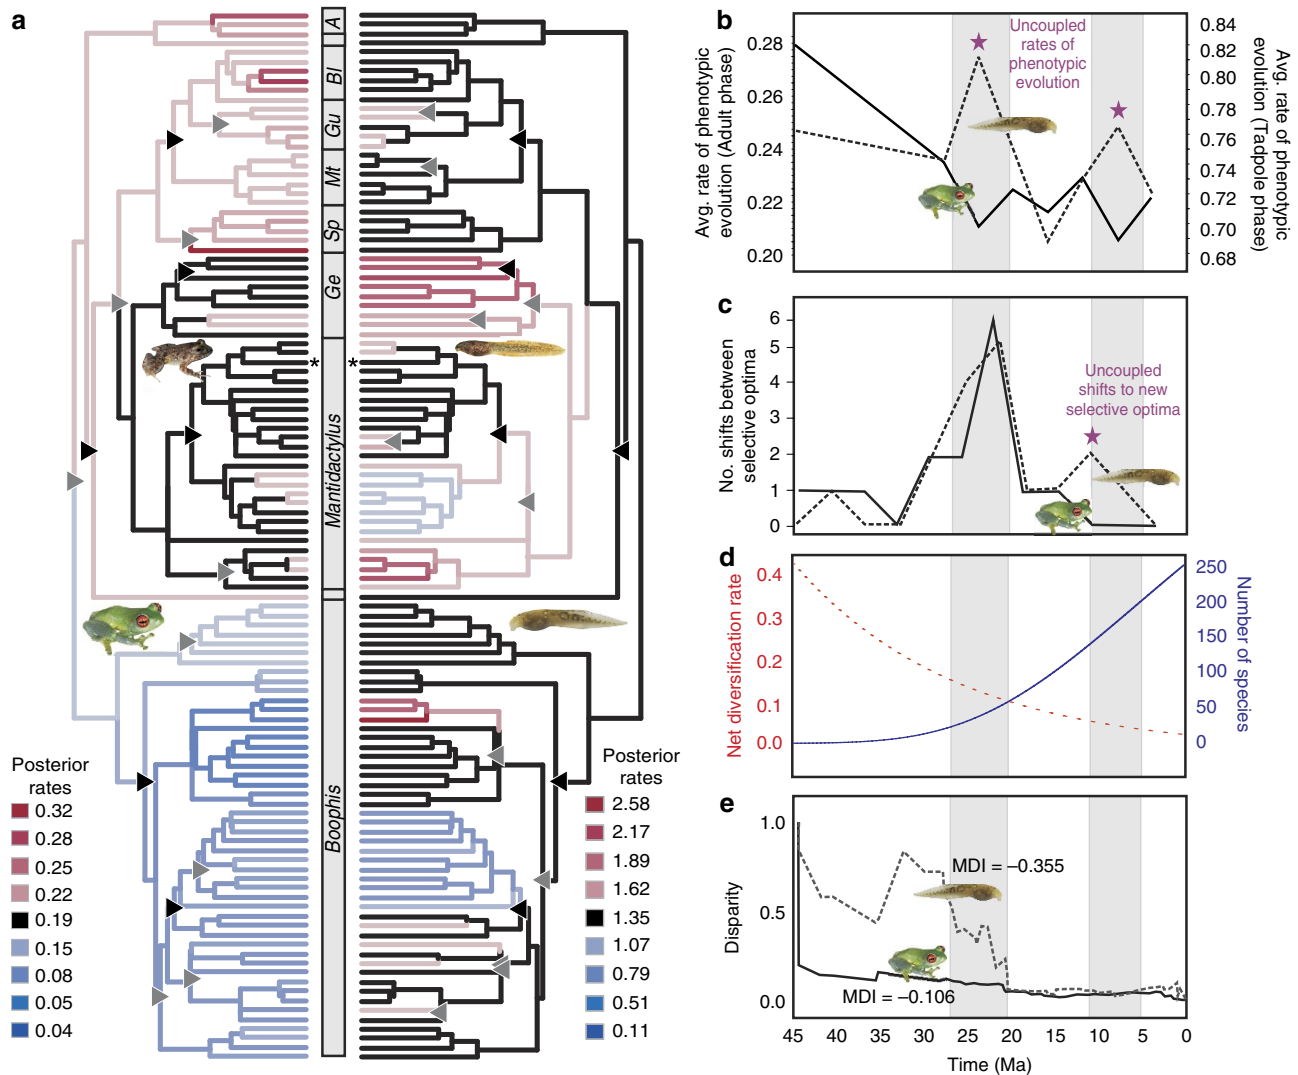 a
A
Bl
Gu
Mt
Sp
Ge
Mantidactylus
Boophis
*
*
Posterior
rates
0.32
0.28
0.25
0.22
0.19
0.15
0.08
0.05
0.04
Posterior
rates
2.58
2.17
1.89
1.62
1.35
1.07
0.79
0.51
0.11
b
Avg. rate of phenotypic
evolution (Adult phase)
0.28
0.26
0.24
0.22
0.20
Uncoupled
rates of
phenotypic
evolution
0.84
0.82
0.80
0.78
0.76
0.74
0.72
0.70
0.68
Avg. rate of phenotypic
evolution (Tadpole phase)
c
No. shifts between
selective optima
6
5
4
3
2
1
0
Uncoupled
shifts to new
selective optima
d
Net diversification rate
0.4
0.3
0.2
0.1
0.0
250
200
150
100
50
0
Number of species
e
Disparity
1.0
0.5
0.0
MDI = –0.355
MDI = –0.106
45 40 35 30 25 20 15 10 5 0
Time (Ma)